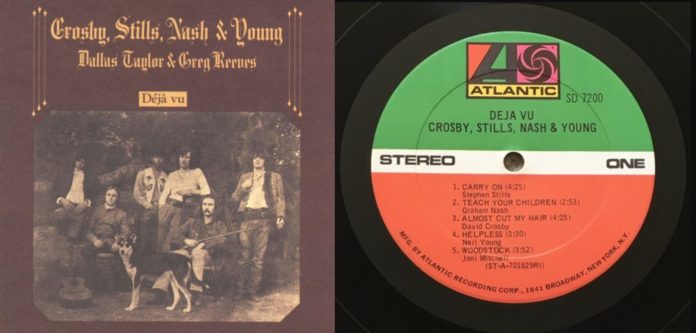 Crosby, Stills, Nash & Young
Dallas Taylor & Greg Reeves
Déjà vu
ATLANTIC
SD 7200
DEJA VU
CROSBY, STILLS, NASH & YOUNG
STEREO
ONE
1. CARRY ON (4:25)
Stephen Stills
2. TEACH YOUR CHILDREN (2:53)
Graham Nash
3. ALMOST CUT MY HAIR (4:25)
David Crosby
4. HELPLESS (3:30)
Neil Young
5. WOODSTOCK (3:52)
Joni Mitchell
(ST-A-701829R1)
MFG. BY ATLANTIC RECORDING CORP., 1841 BROADWAY, NEW YORK, N.Y.